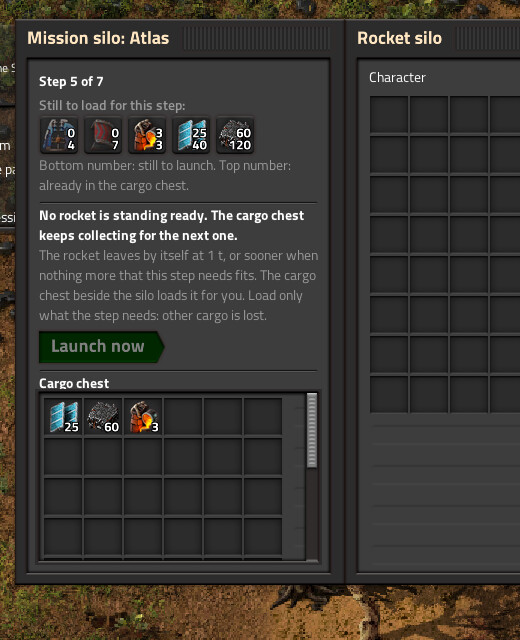 Mission silo: Atlas
Rocket silo
Step 5 of 7
Character
Still to load for this step:
0 0 3 25 60
4 7 3 40 120
Bottom number: still to launch. Top number:
already in the cargo chest.
No rocket is standing ready. The cargo chest
keeps collecting for the next one.
The rocket leaves by itself at 1 t, or sooner when
nothing more that this step needs fits. The cargo
chest beside the silo loads it for you. Load only
what the step needs: other cargo is lost.
Launch now
Cargo chest
25 60 3